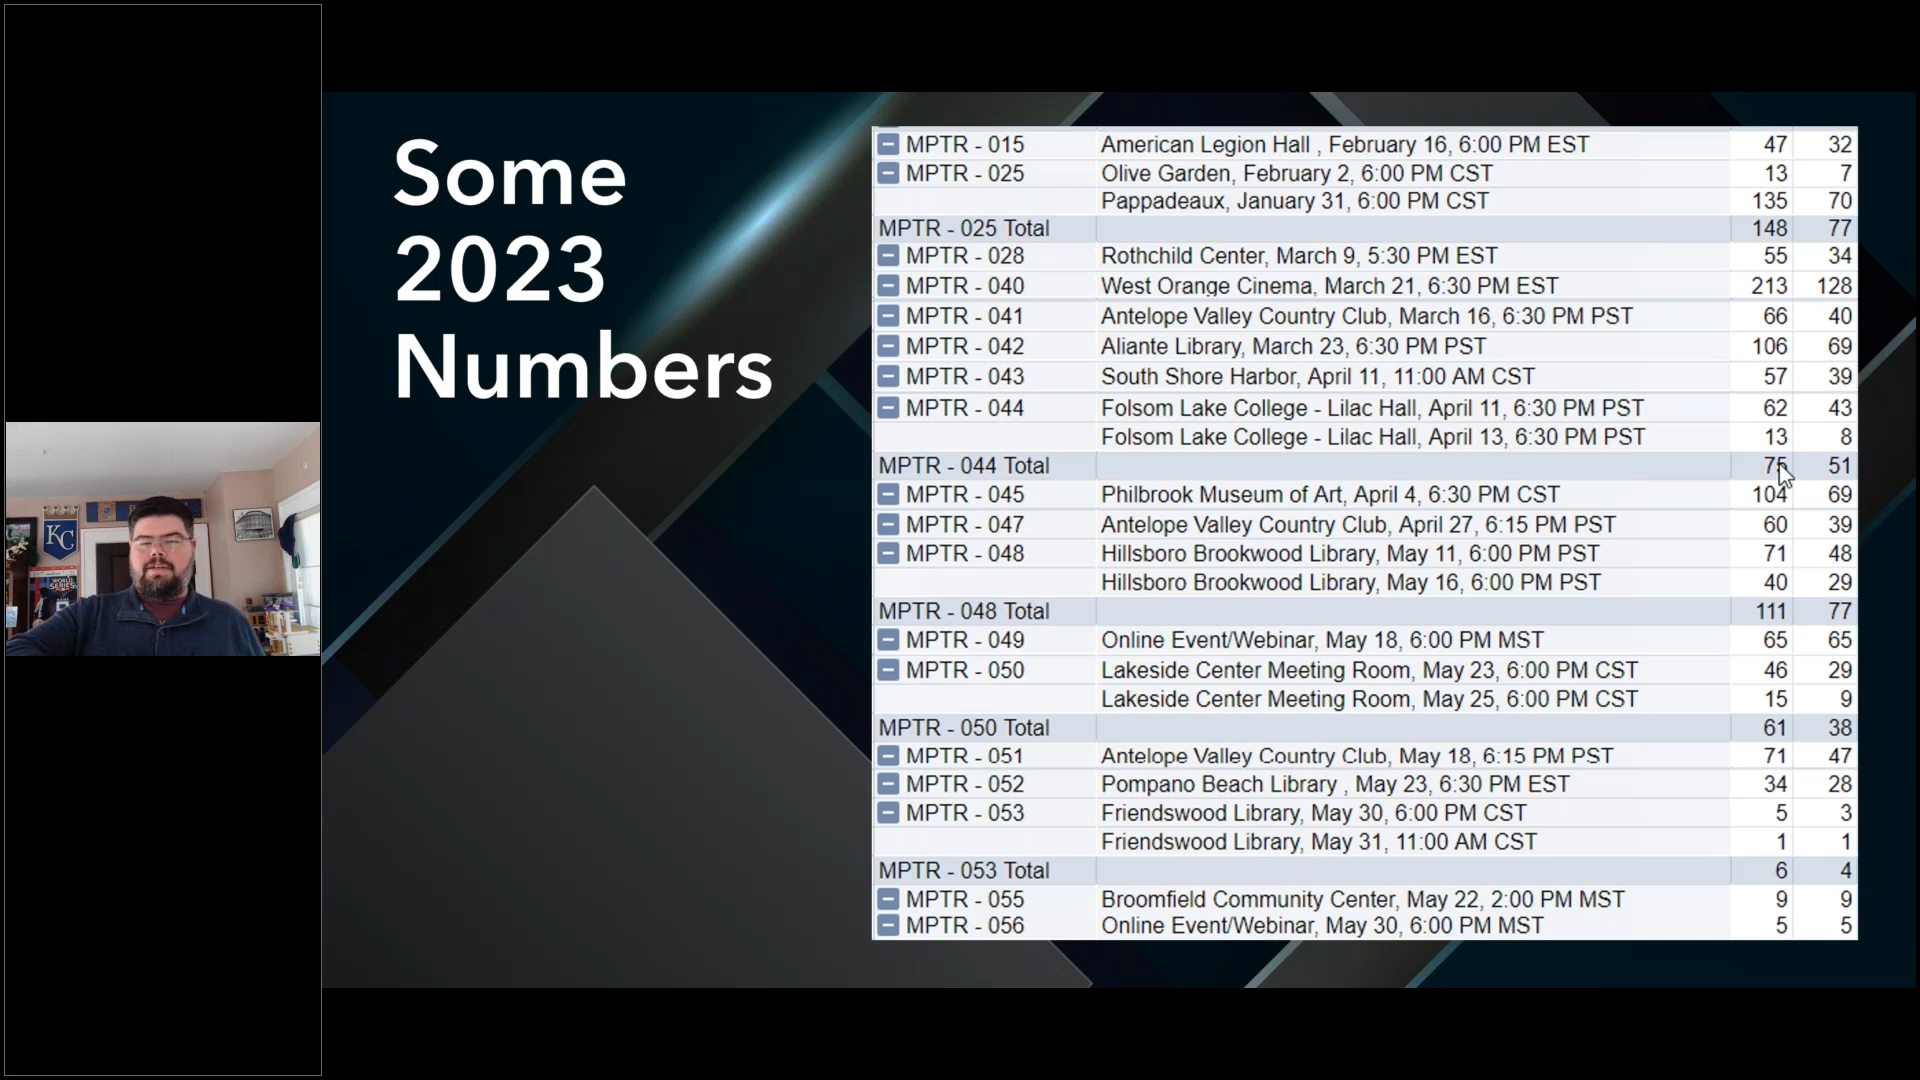 Some
2023
Numbers
MPTR - 015 American Legion Hall , February 16, 6:00 PM EST 47 32
MPTR - 025 Olive Garden, February 2, 6:00 PM CST 13 7
Pappadeaux, January 31, 6:00 PM CST 135 70
MPTR - 025 Total 148 77
MPTR - 028 Rothchild Center, March 9, 5:30 PM EST 55 34
MPTR - 040 West Orange Cinema, March 21, 6:30 PM EST 213 128
MPTR - 041 Antelope Valley Country Club, March 16, 6:30 PM PST 66 40
MPTR - 042 Aliante Library, March 23, 6:30 PM PST 106 69
MPTR - 043 South Shore Harbor, April 11, 11:00 AM CST 57 39
MPTR - 044 Folsom Lake College - Lilac Hall, April 11, 6:30 PM PST 62 43
Folsom Lake College - Lilac Hall, April 13, 6:30 PM PST 13 8
MPTR - 044 Total 75 51
MPTR - 045 Philbrook Museum of Art, April 4, 6:30 PM CST 104 69
MPTR - 047 Antelope Valley Country Club, April 27, 6:15 PM PST 60 39
MPTR - 048 Hillsboro Brookwood Library, May 11, 6:00 PM PST 71 48
Hillsboro Brookwood Library, May 16, 6:00 PM PST 40 29
MPTR - 048 Total 111 77
MPTR - 049 Online Event/Webinar, May 18, 6:00 PM MST 65 65
MPTR - 050 Lakeside Center Meeting Room, May 23, 6:00 PM CST 46 29
Lakeside Center Meeting Room, May 25, 6:00 PM CST 15 9
MPTR - 050 Total 61 38
MPTR - 051 Antelope Valley Country Club, May 18, 6:15 PM PST 71 47
MPTR - 052 Pompano Beach Library , May 23, 6:30 PM EST 34 28
MPTR - 053 Friendswood Library, May 30, 6:00 PM CST 5 3
Friendswood Library, May 31, 11:00 AM CST 1 1
MPTR - 053 Total 6 4
MPTR - 055 Broomfield Community Center, May 22, 2:00 PM MST 9 9
MPTR - 056 Online Event/Webinar, May 30, 6:00 PM MST 5 5
KC
WORLD
SERIES